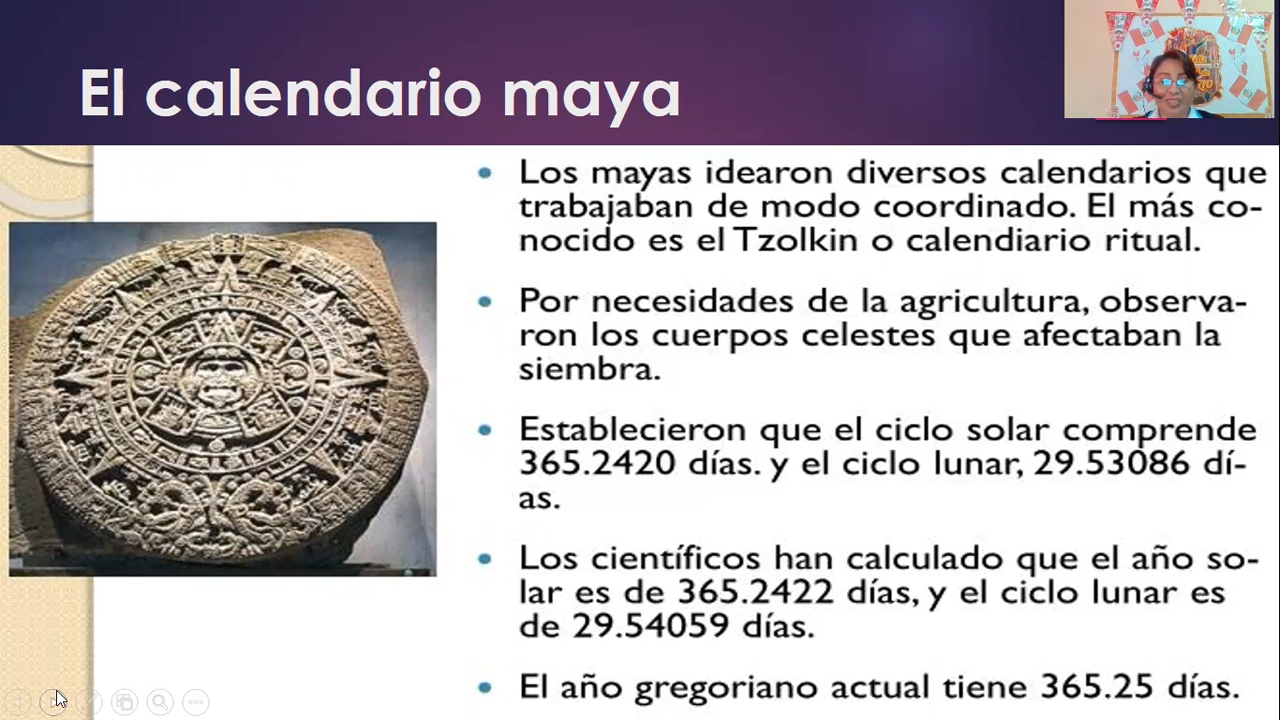 El calendario maya
• Los mayas idearon diversos calendarios que
trabajaban de modo coordinado. El más co-
nocido es el Tzolkin o calendiario ritual.
• Por necesidades de la agricultura, observa-
ron los cuerpos celestes que afectaban la
siembra.
• Establecieron que el ciclo solar comprende
365.2420 días. y el ciclo lunar, 29.53086 dí-
as.
• Los científicos han calculado que el año so-
lar es de 365.2422 días, y el ciclo lunar es
de 29.54059 días.
• El año gregoriano actual tiene 365.25 días.